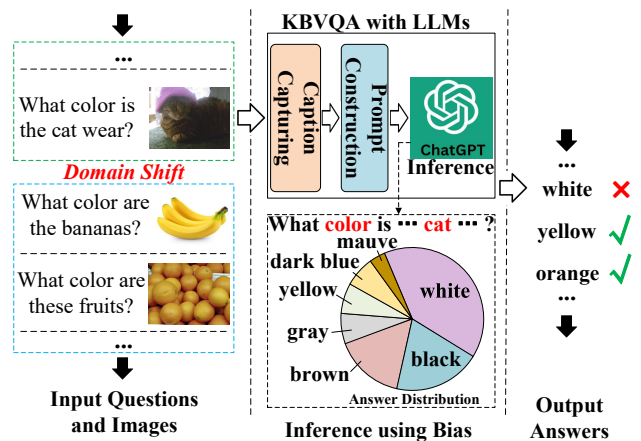 ...
What color is
the cat wear?
Domain Shift
What color are
the bananas?
What color are
these fruits?
...
Input Questions
and Images
KBVQA with LLMs
Caption
Capturing
Prompt
Construction
ChatGPT
Inference
What color is ... cat ... ?
mauve
dark blue
yellow
gray
brown
white
black
Answer Distribution
Inference using Bias
...
white
yellow
orange
...
Output
Answers